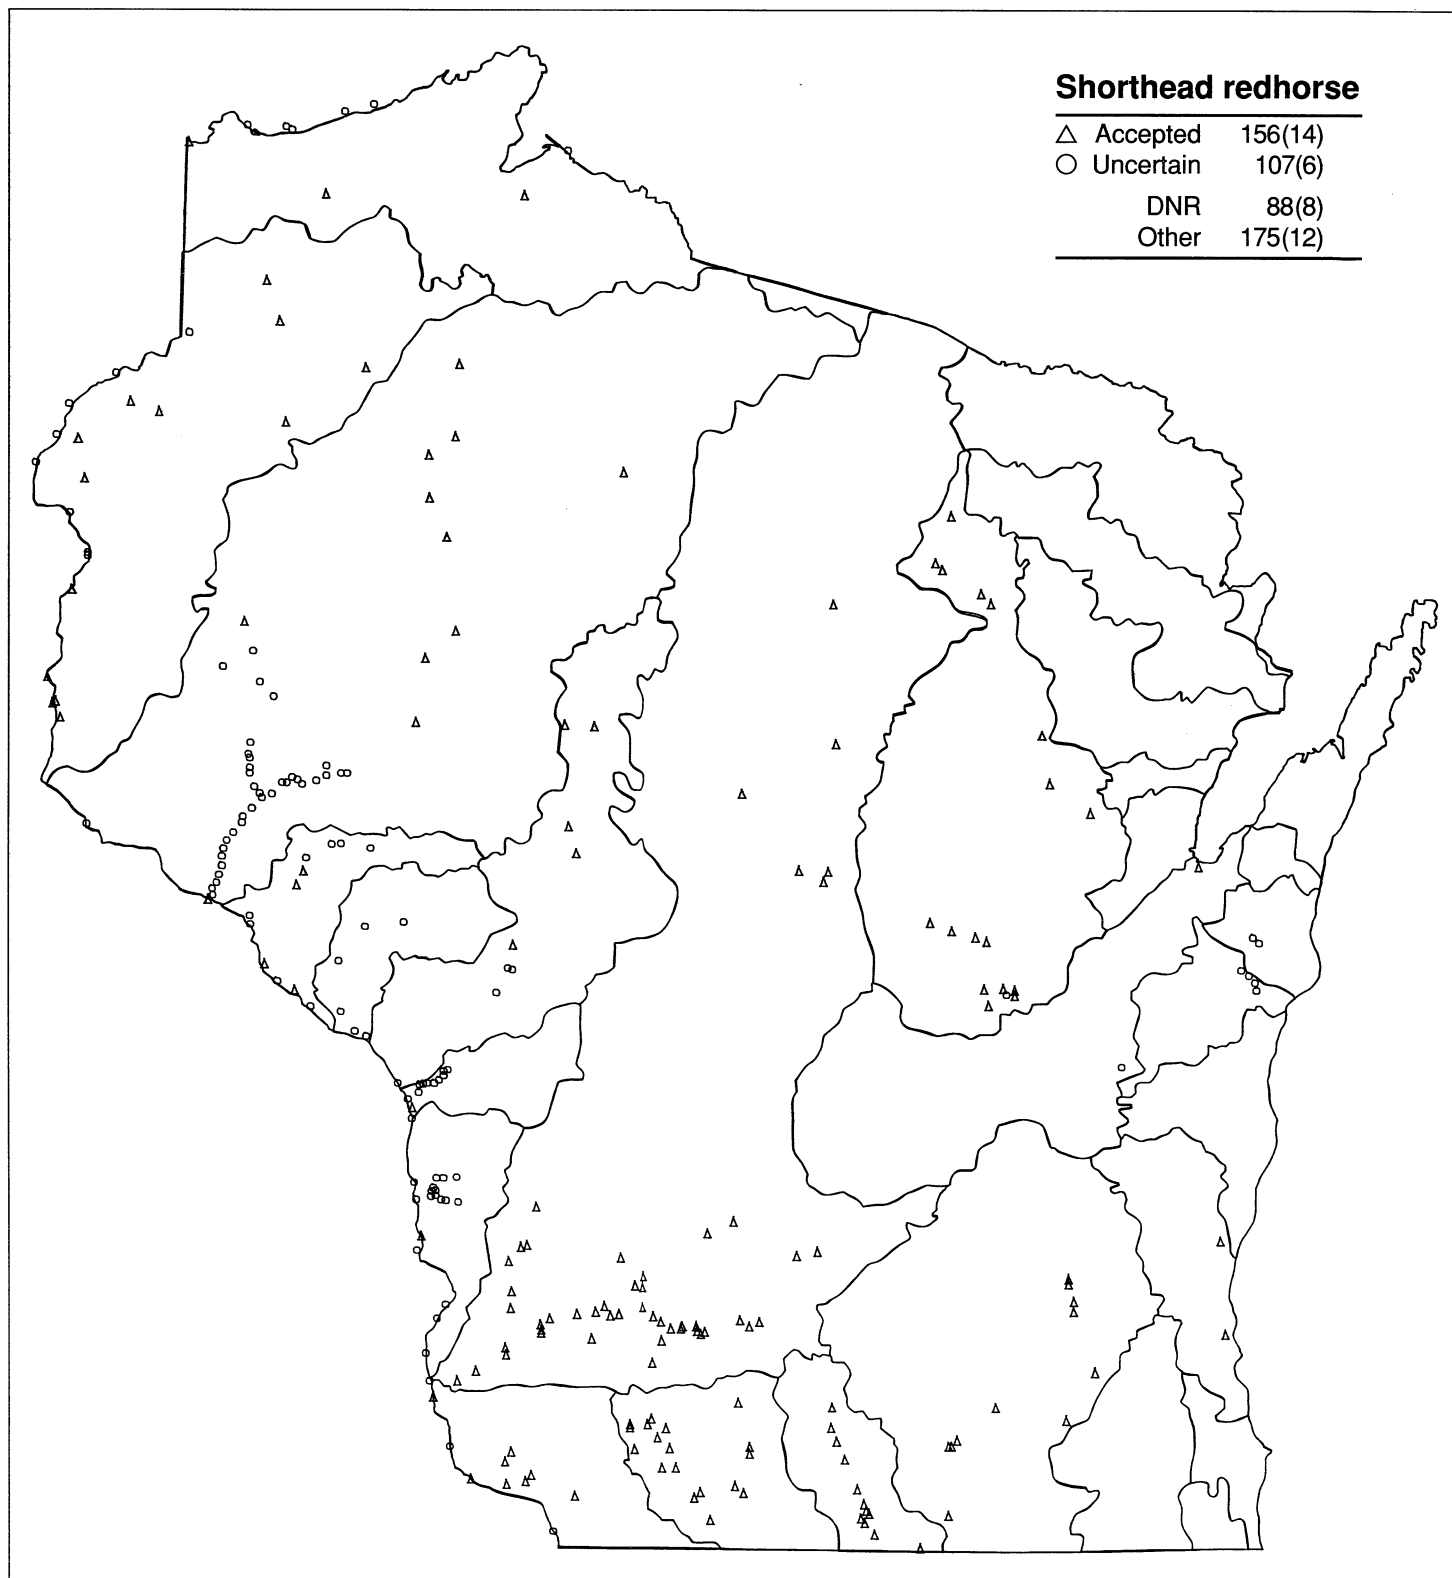 Shorthead redhorse
△ Accepted 156(14)
○ Uncertain 107(6)
DNR 88(8)
Other 175(12)